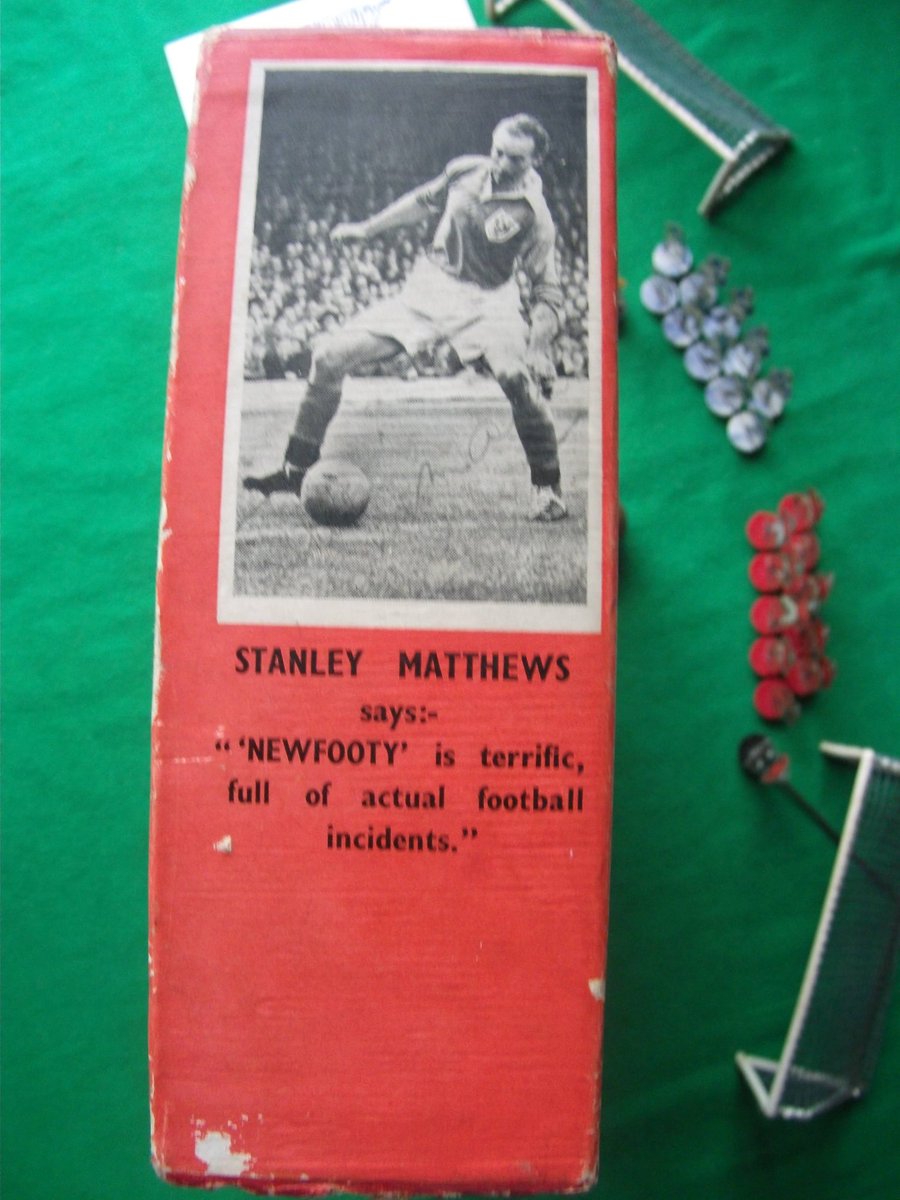 STANLEY MATTHEWS
says:-
“ ‘NEWFOOTY’ is terrific,
full of actual football
incidents.”